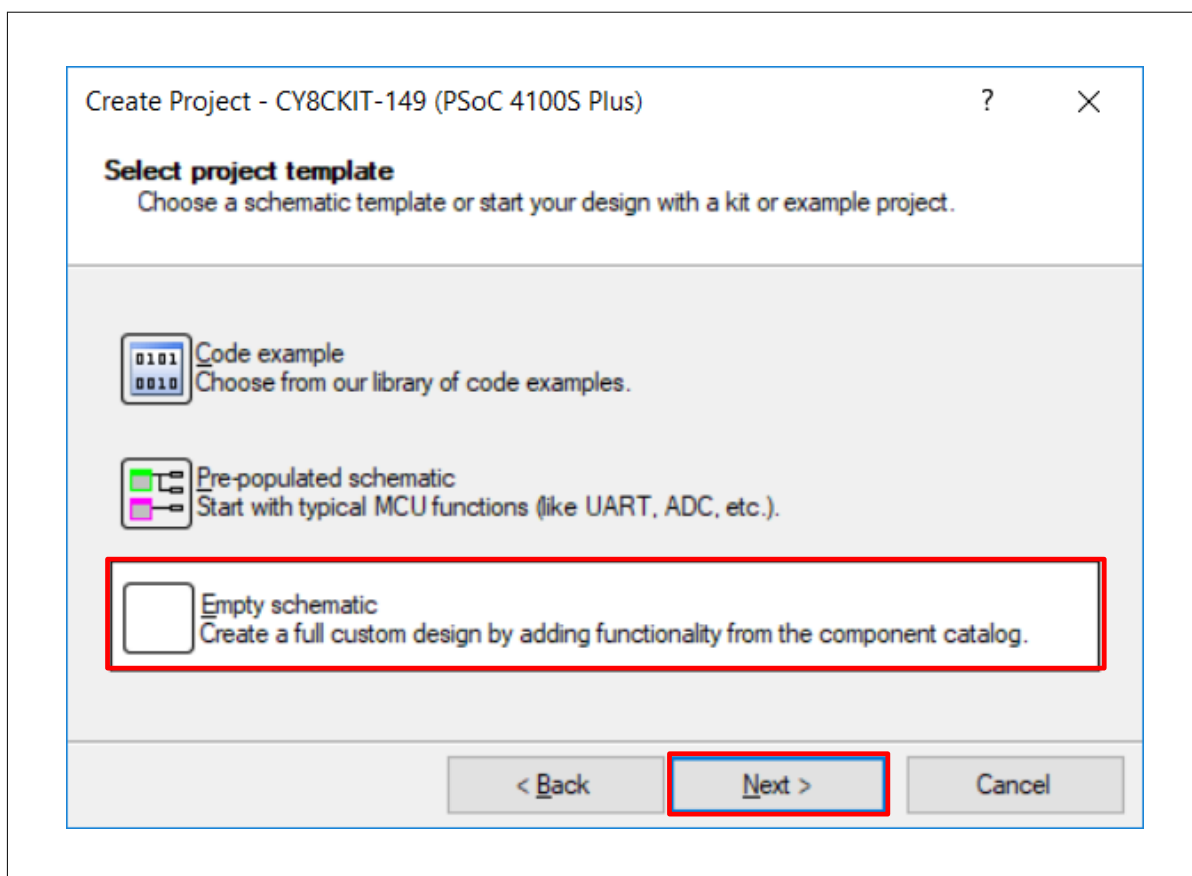 Create Project - CY8CKIT-149 (PSoC 4100S Plus)
?
Select project template
Choose a schematic template or start your design with a kit or example project.
0101
0010
Code example
Choose from our library of code examples.
Pre-populated schematic
Start with typical MCU functions (like UART, ADC, etc.).
Empty schematic
Create a full custom design by adding functionality from the component catalog.
< Back
Next >
Cancel